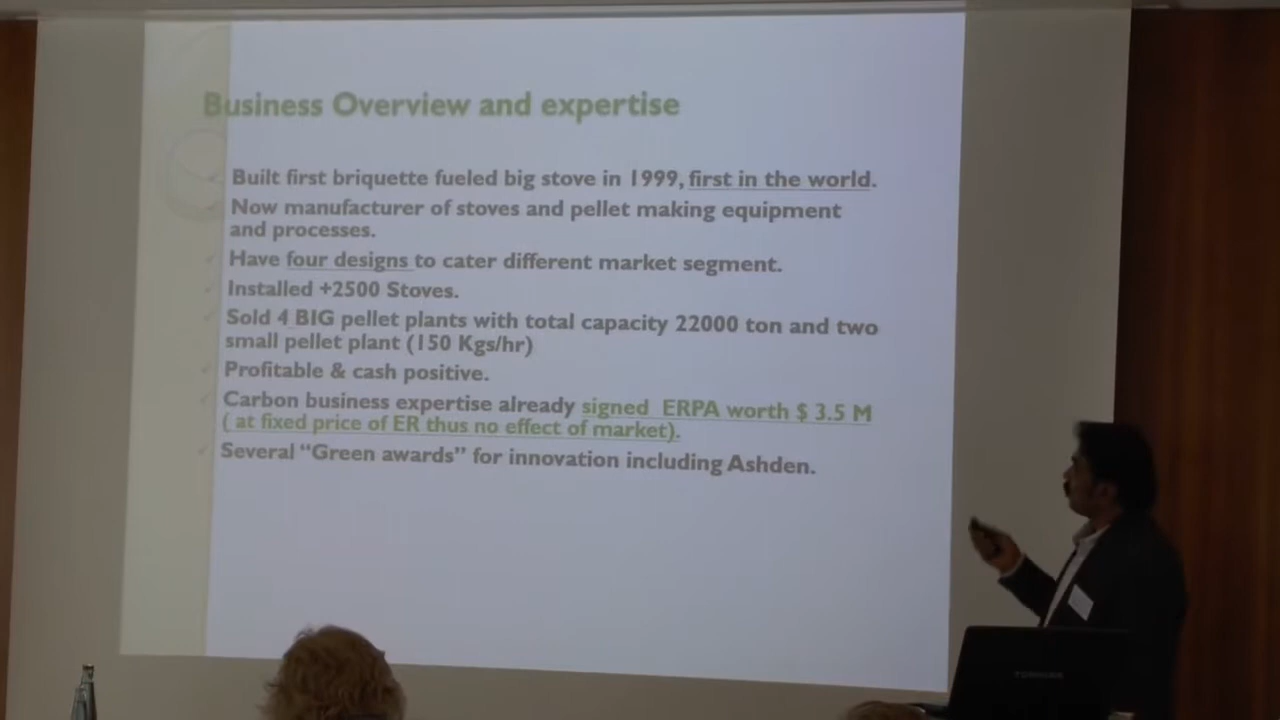 Business Overview and expertise
Built first briquette fueled big stove in 1999, first in the world.
Now manufacturer of stoves and pellet making equipment
and processes.
Have four designs to cater different market segment.
Installed +2500 Stoves.
Sold 4 BIG pellet plants with total capacity 22000 ton and two
small pellet plant (150 Kgs/hr)
Profitable & cash positive.
Carbon business expertise already signed ERPA worth $ 3.5 M
( at fixed price of ER thus no effect of market).
Several “Green awards” for innovation including Ashden.
TOSHIBA